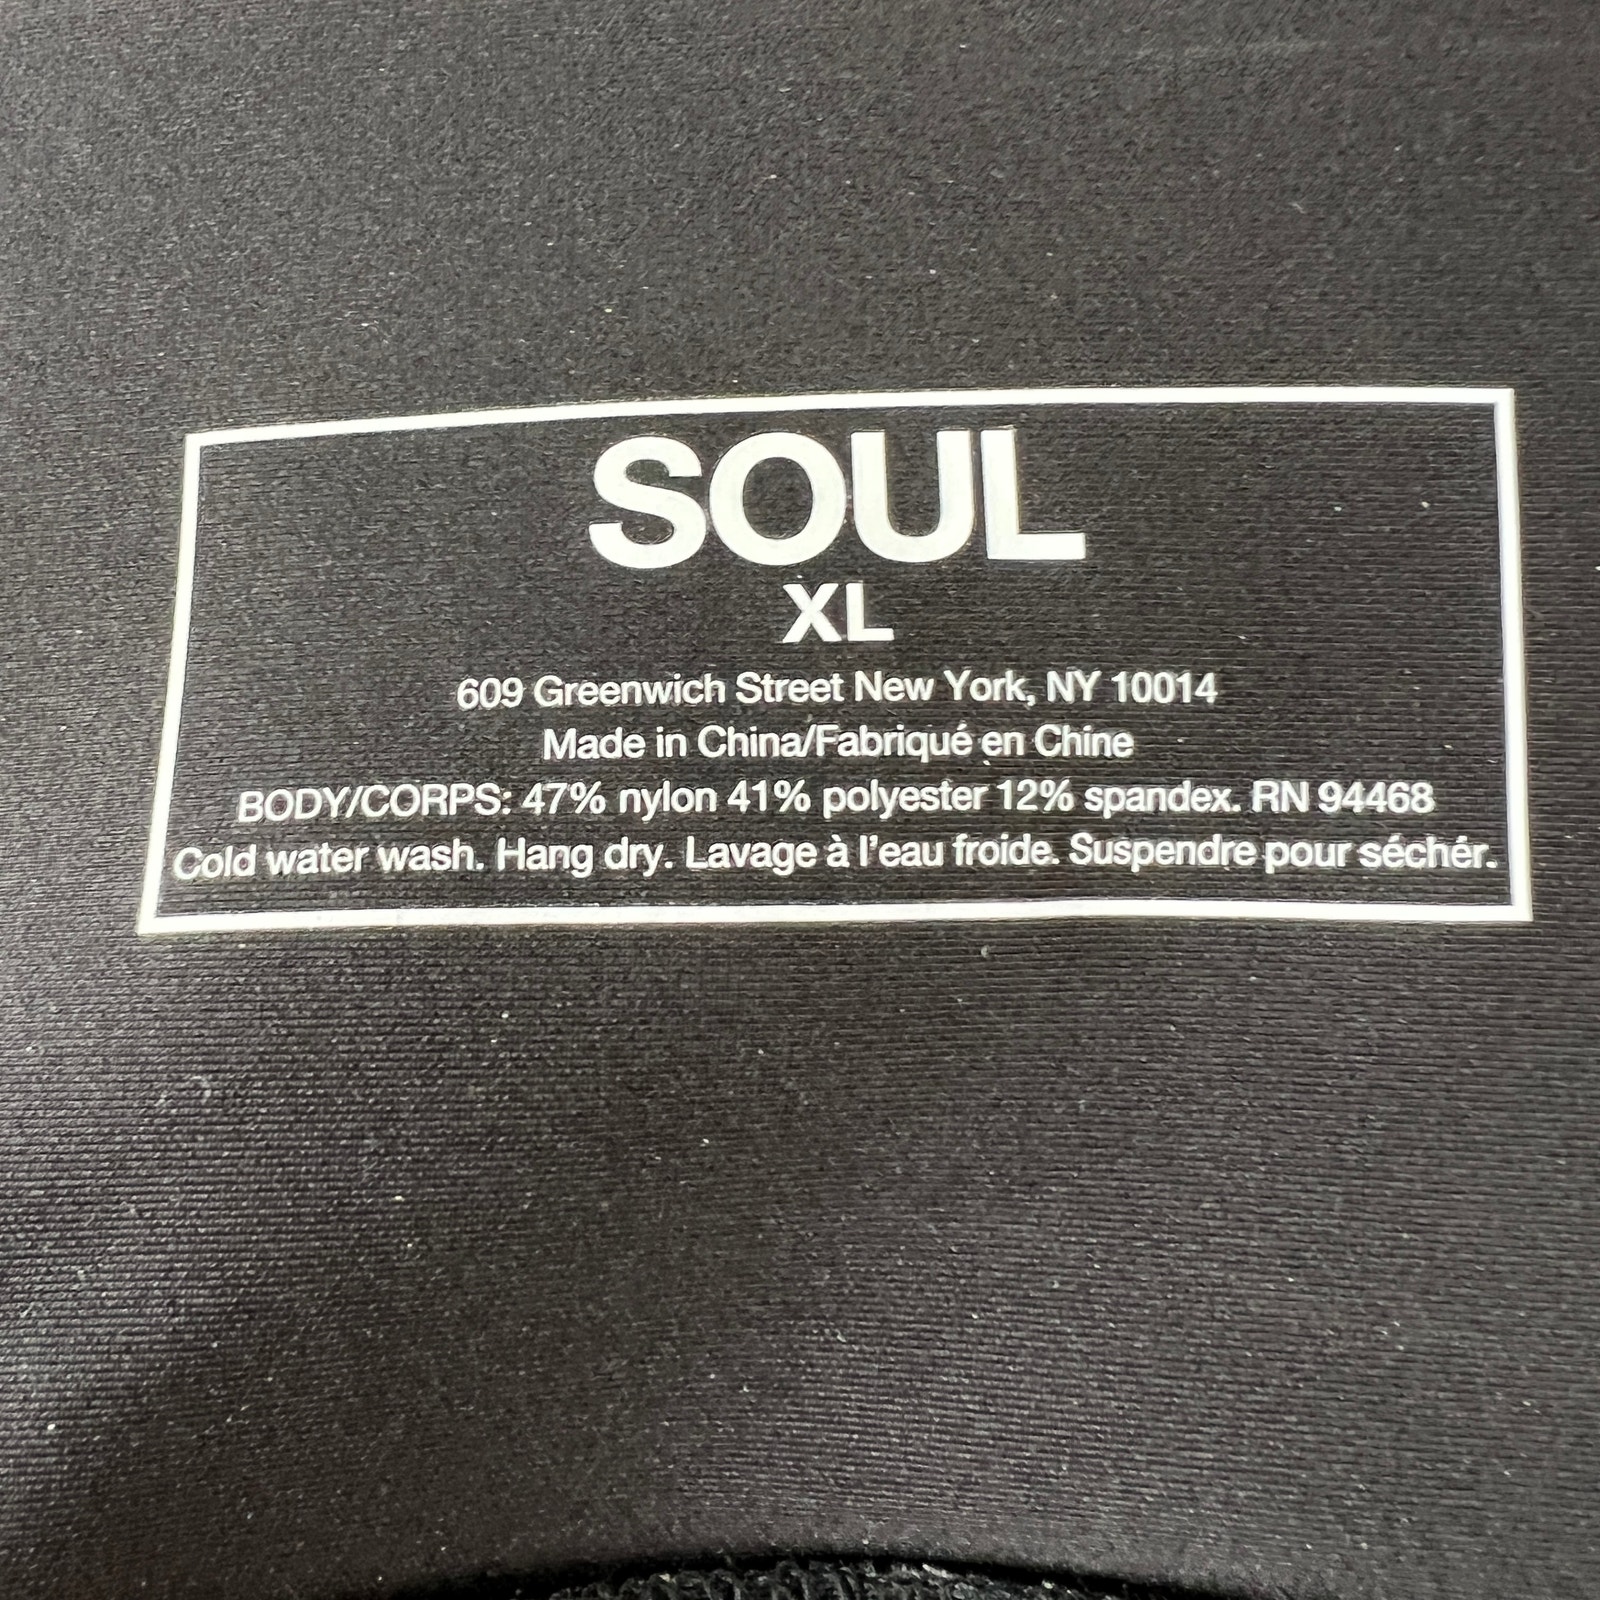 SOUL
XL
609 Greenwich Street New York, NY 10014
Made in China/Fabriqué en Chine
BODY/CORPS: 47% nylon 41% polyester 12% spandex. RN 94468
Cold water wash. Hang dry. Lavage à l'eau froide. Suspendre pour séchér.